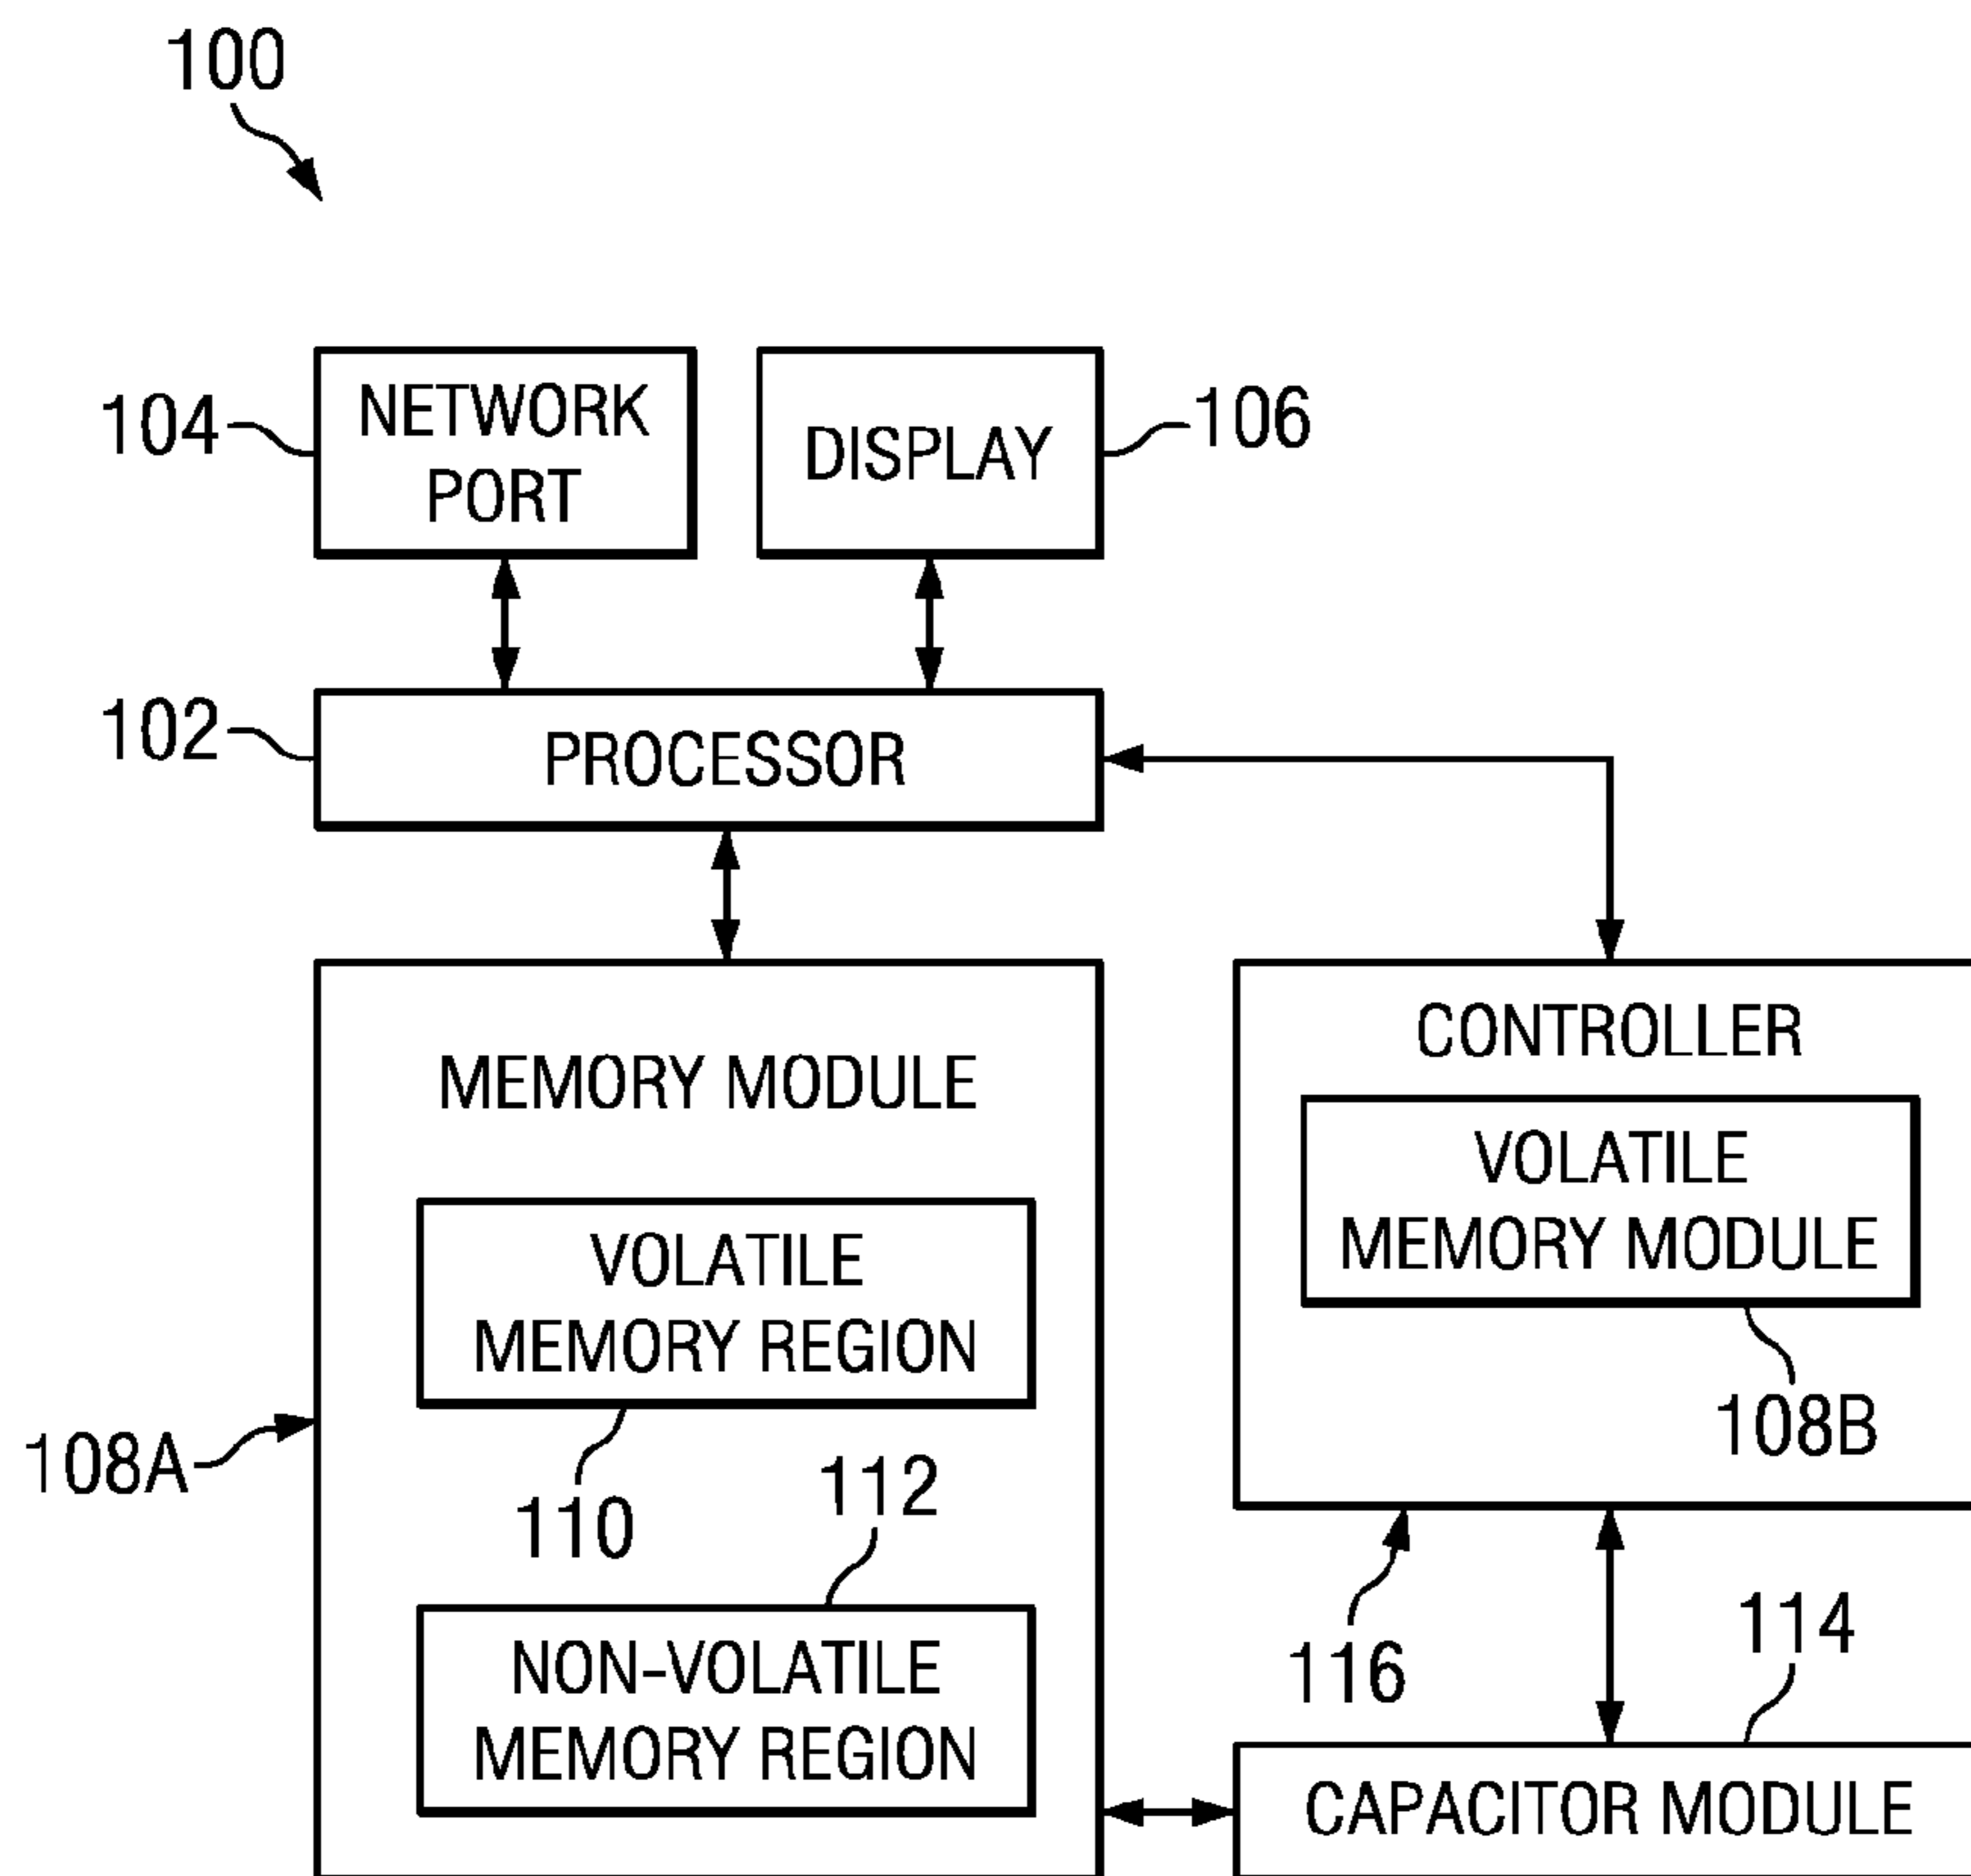 100
NETWORK
PORT
104
DISPLAY
106
102
PROCESSOR
MEMORY MODULE
VOLATILE
MEMORY REGION
108A
110
112
NON-VOLATILE
MEMORY REGION
CONTROLLER
VOLATILE
MEMORY MODULE
108B
116
114
CAPACITOR MODULE